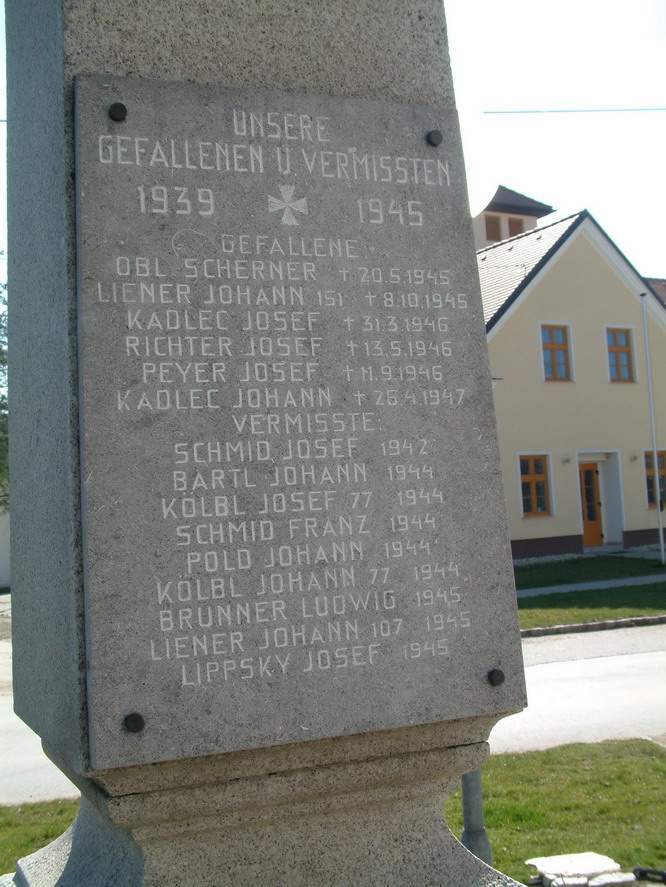 UNSERE
GEFALLENEN U. VERMISSTEN
1939 1945
GEFALLENE
OBL. SCHERNER † 20.5.1945
LIENER JOHANN 151 † 8.10.1945
KADLEC JOSEF † 31.3.1946
RICHTER JOSEF † 13.5.1946
PEYER JOSEF † 11.9.1946
KADLEC JOHANN † 26.4.1947
VERMISSTE:
SCHMID JOSEF 1942
BARTL JOHANN 1944
KÖLBL JOSEF 77 1944
SCHMID FRANZ 1944
POLD JOHANN 1944
KÖLBL JOHANN 77 1944
BRUNNER LUDWIG 1945
LIENER JOHANN 107 1945
LIPPSKY JOSEF 1945